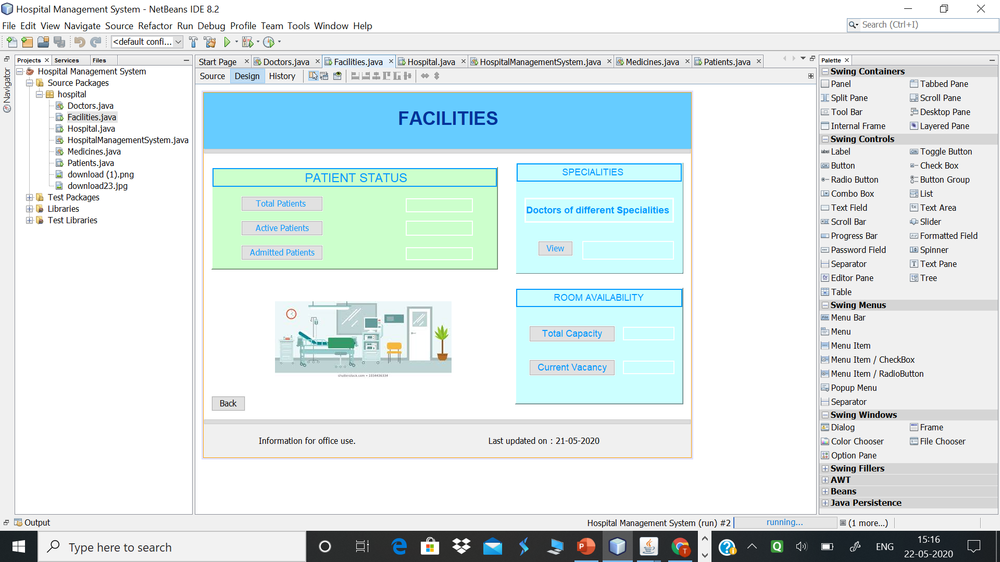 Hospital Management System - NetBeans IDE 8.2
File Edit View Navigate Source Refactor Run Debug Profile Team Tools Window Help
Search (Ctrl+I)
<default confi...
Projects Services Files
Navigator
Hospital Management System
Source Packages
hospital
Doctors.java
Facilities.java
Hospital.java
HospitalManagementSystem.java
Medicines.java
Patients.java
download (1).png
download23.jpg
Test Packages
Libraries
Test Libraries
Start Page Doctors.java Facilities.java Hospital.java HospitalManagementSystem.java Medicines.java Patients.java
Source Design History
FACILITIES
PATIENT STATUS
Total Patients
Active Patients
Admitted Patients
SPECIALITIES
Doctors of different Specialities
View
ROOM AVAILABILITY
Total Capacity
Current Vacancy
shutterstock.com • 1034436334
Back
Information for office use. Last updated on : 21-05-2020
Palette
Swing Containers
Panel Tabbed Pane
Split Pane Scroll Pane
Tool Bar Desktop Pane
Internal Frame Layered Pane
Swing Controls
Label Toggle Button
Button Check Box
Radio Button Button Group
Combo Box List
Text Field Text Area
Scroll Bar Slider
Progress Bar Formatted Field
Password Field Spinner
Separator Text Pane
Editor Pane Tree
Table
Swing Menus
Menu Bar
Menu
Menu Item
Menu Item / CheckBox
Menu Item / RadioButton
Popup Menu
Separator
Swing Windows
Dialog Frame
Color Chooser File Chooser
Option Pane
Swing Fillers
AWT
Beans
Java Persistence
Output
Hospital Management System (run) #2 running... (1 more...)
Type here to search
ENG
15:16
22-05-2020